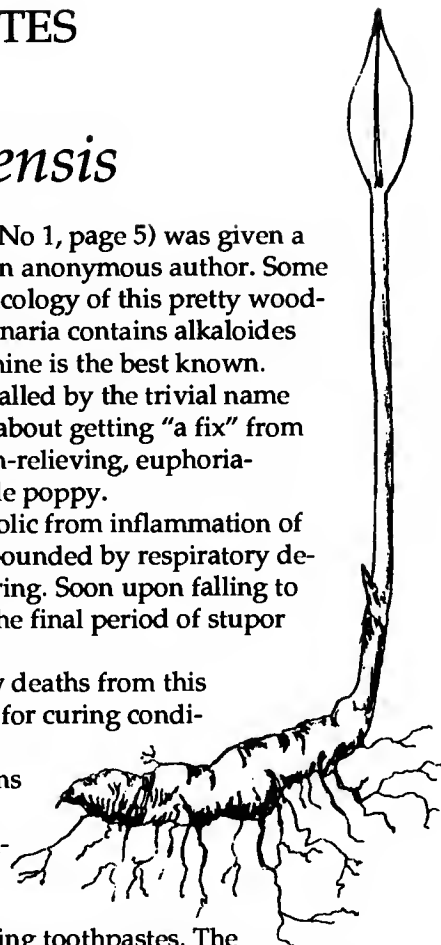 TES
ensis
No 1, page 5) was given a
n anonymous author. Some
cology of this pretty wood-
naria contains alkaloides
nine is the best known.
alled by the trivial name
about getting "a fix" from
n-relieving, euphoria-
le poppy.
olic from inflammation of
ounded by respiratory de-
ring. Soon upon falling to
he final period of stupor
y deaths from this
for curing condi-
ns
-
ing toothpastes. The